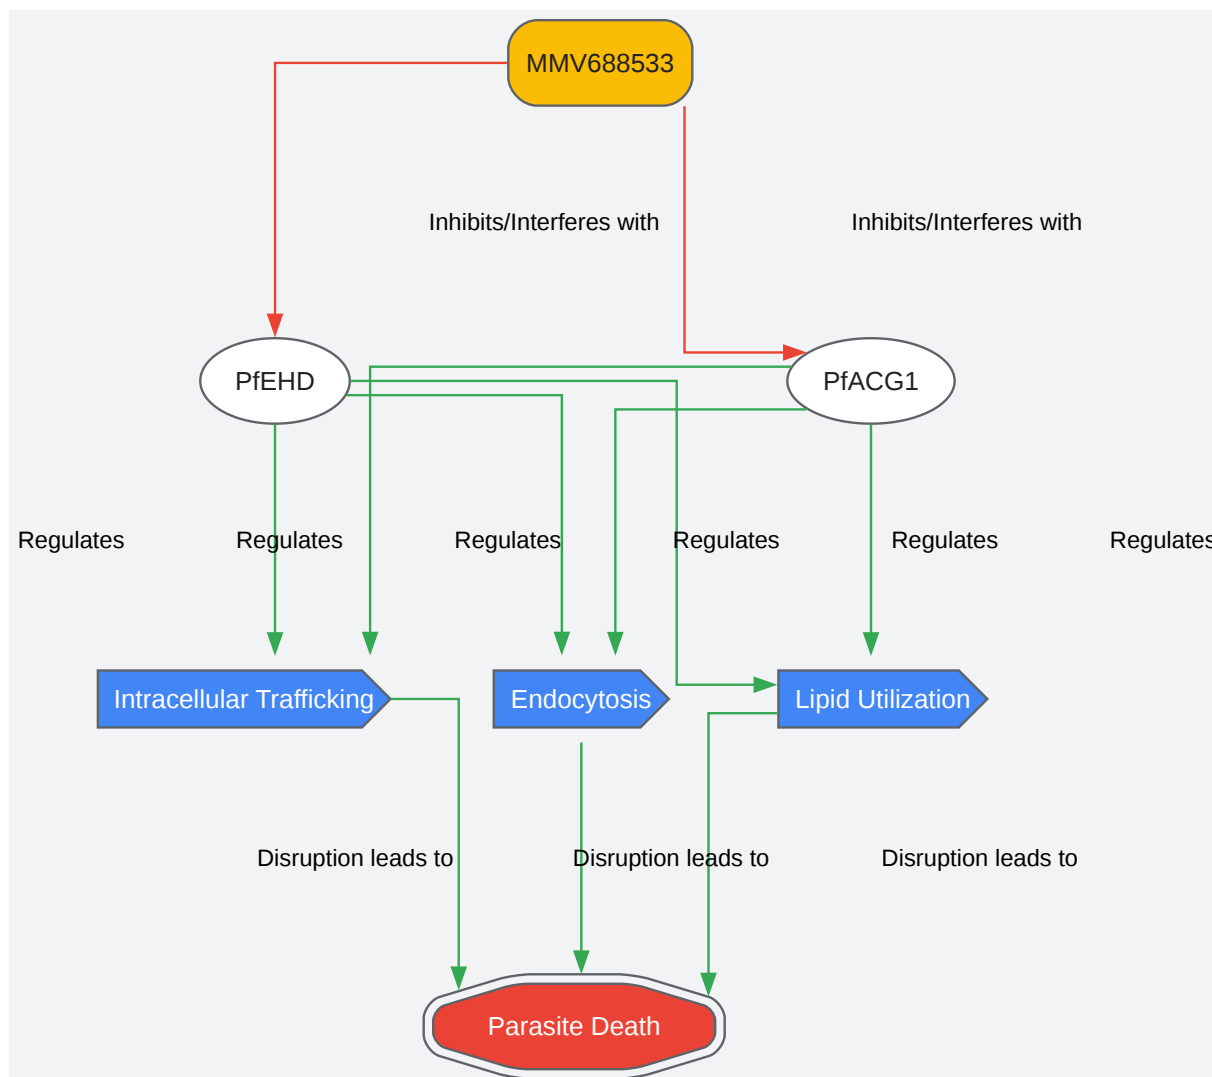 MMV688533
Inhibits/Interferes with
Inhibits/Interferes with
PfEHD
PfACG1
Regulates
Regulates
Regulates
Regulates
Regulates
Regulates
Intracellular Trafficking
Endocytosis
Lipid Utilization
Disruption leads to
Disruption leads to
Disruption leads to
Parasite Death